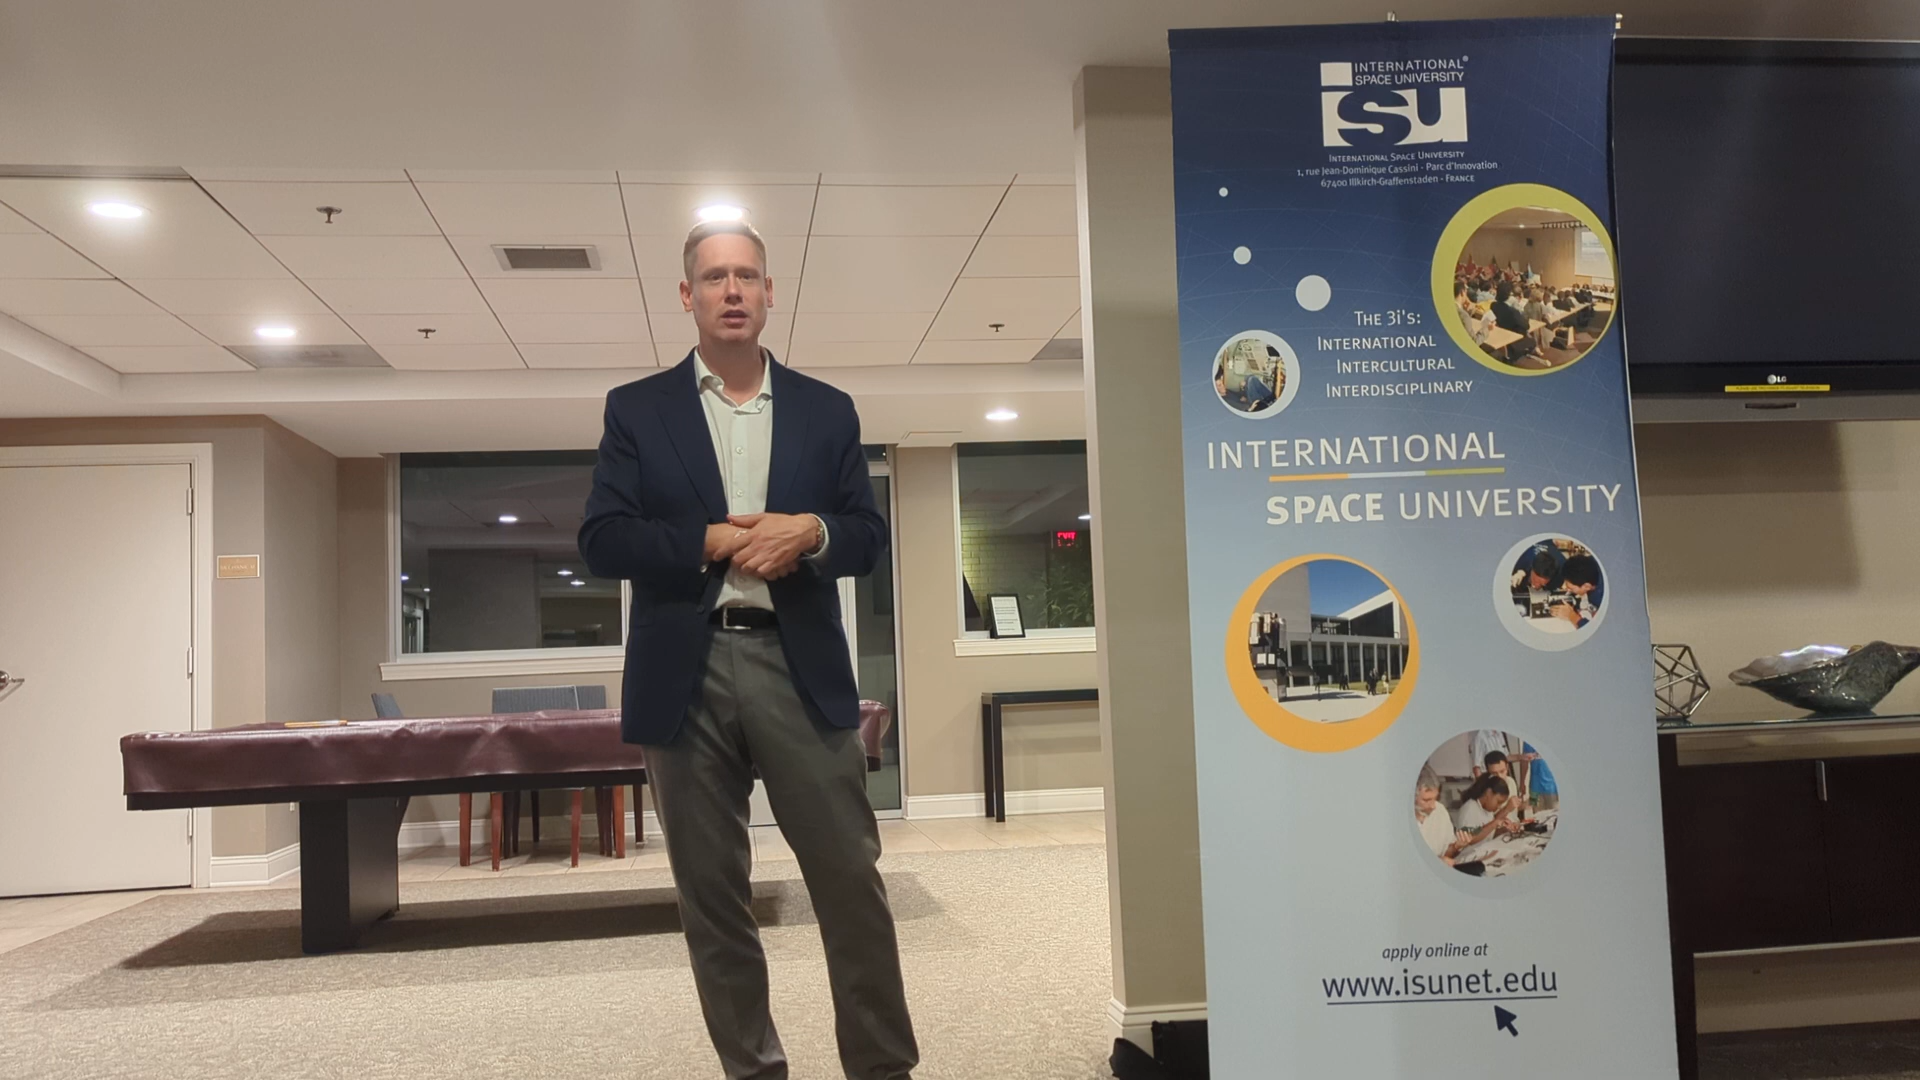 INTERNATIONAL®
SPACE UNIVERSITY
isu
INTERNATIONAL SPACE UNIVERSITY
1, rue Jean-Dominique Cassini - Parc d'Innovation
67400 Illkirch-Graffenstaden - FRANCE
THE 3i's:
INTERNATIONAL
INTERCULTURAL
INTERDISCIPLINARY
INTERNATIONAL
SPACE UNIVERSITY
apply online at
www.isunet.edu
LG
EXIT